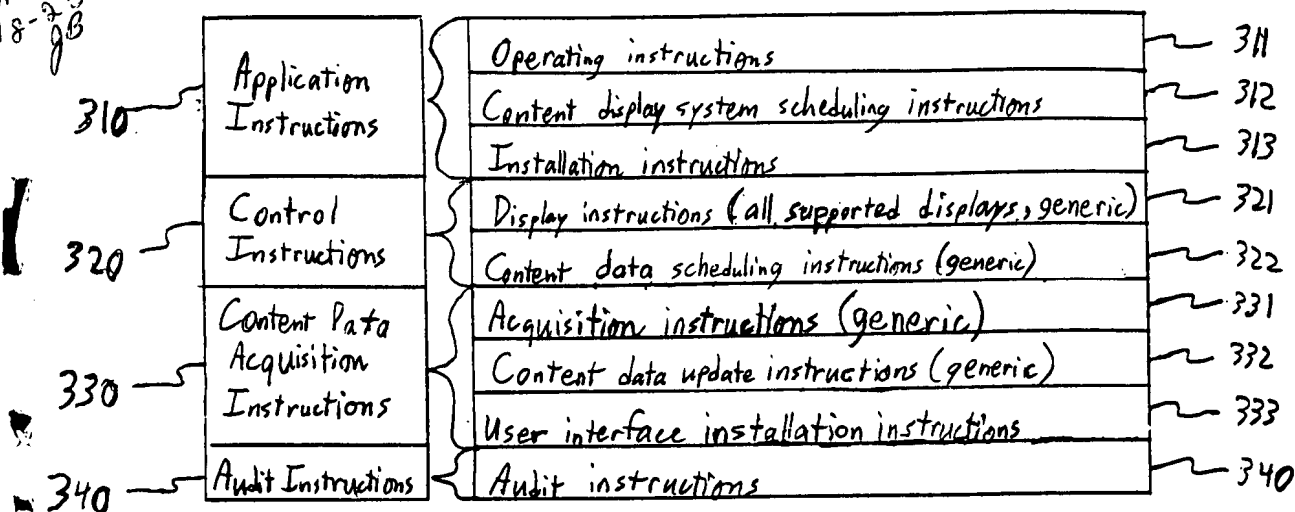 310
Application
Instructions
Operating instructions
311
Content display system scheduling instructions
312
Installation instructions
313
320
Control
Instructions
Display instructions (all supported displays, generic)
321
Content data scheduling instructions (generic)
322
330
Content Data
Acquisition
Instructions
Acquisition instructions (generic)
331
Content data update instructions (generic)
332
User interface installation instructions
333
340
Audit Instructions
Audit instructions
340